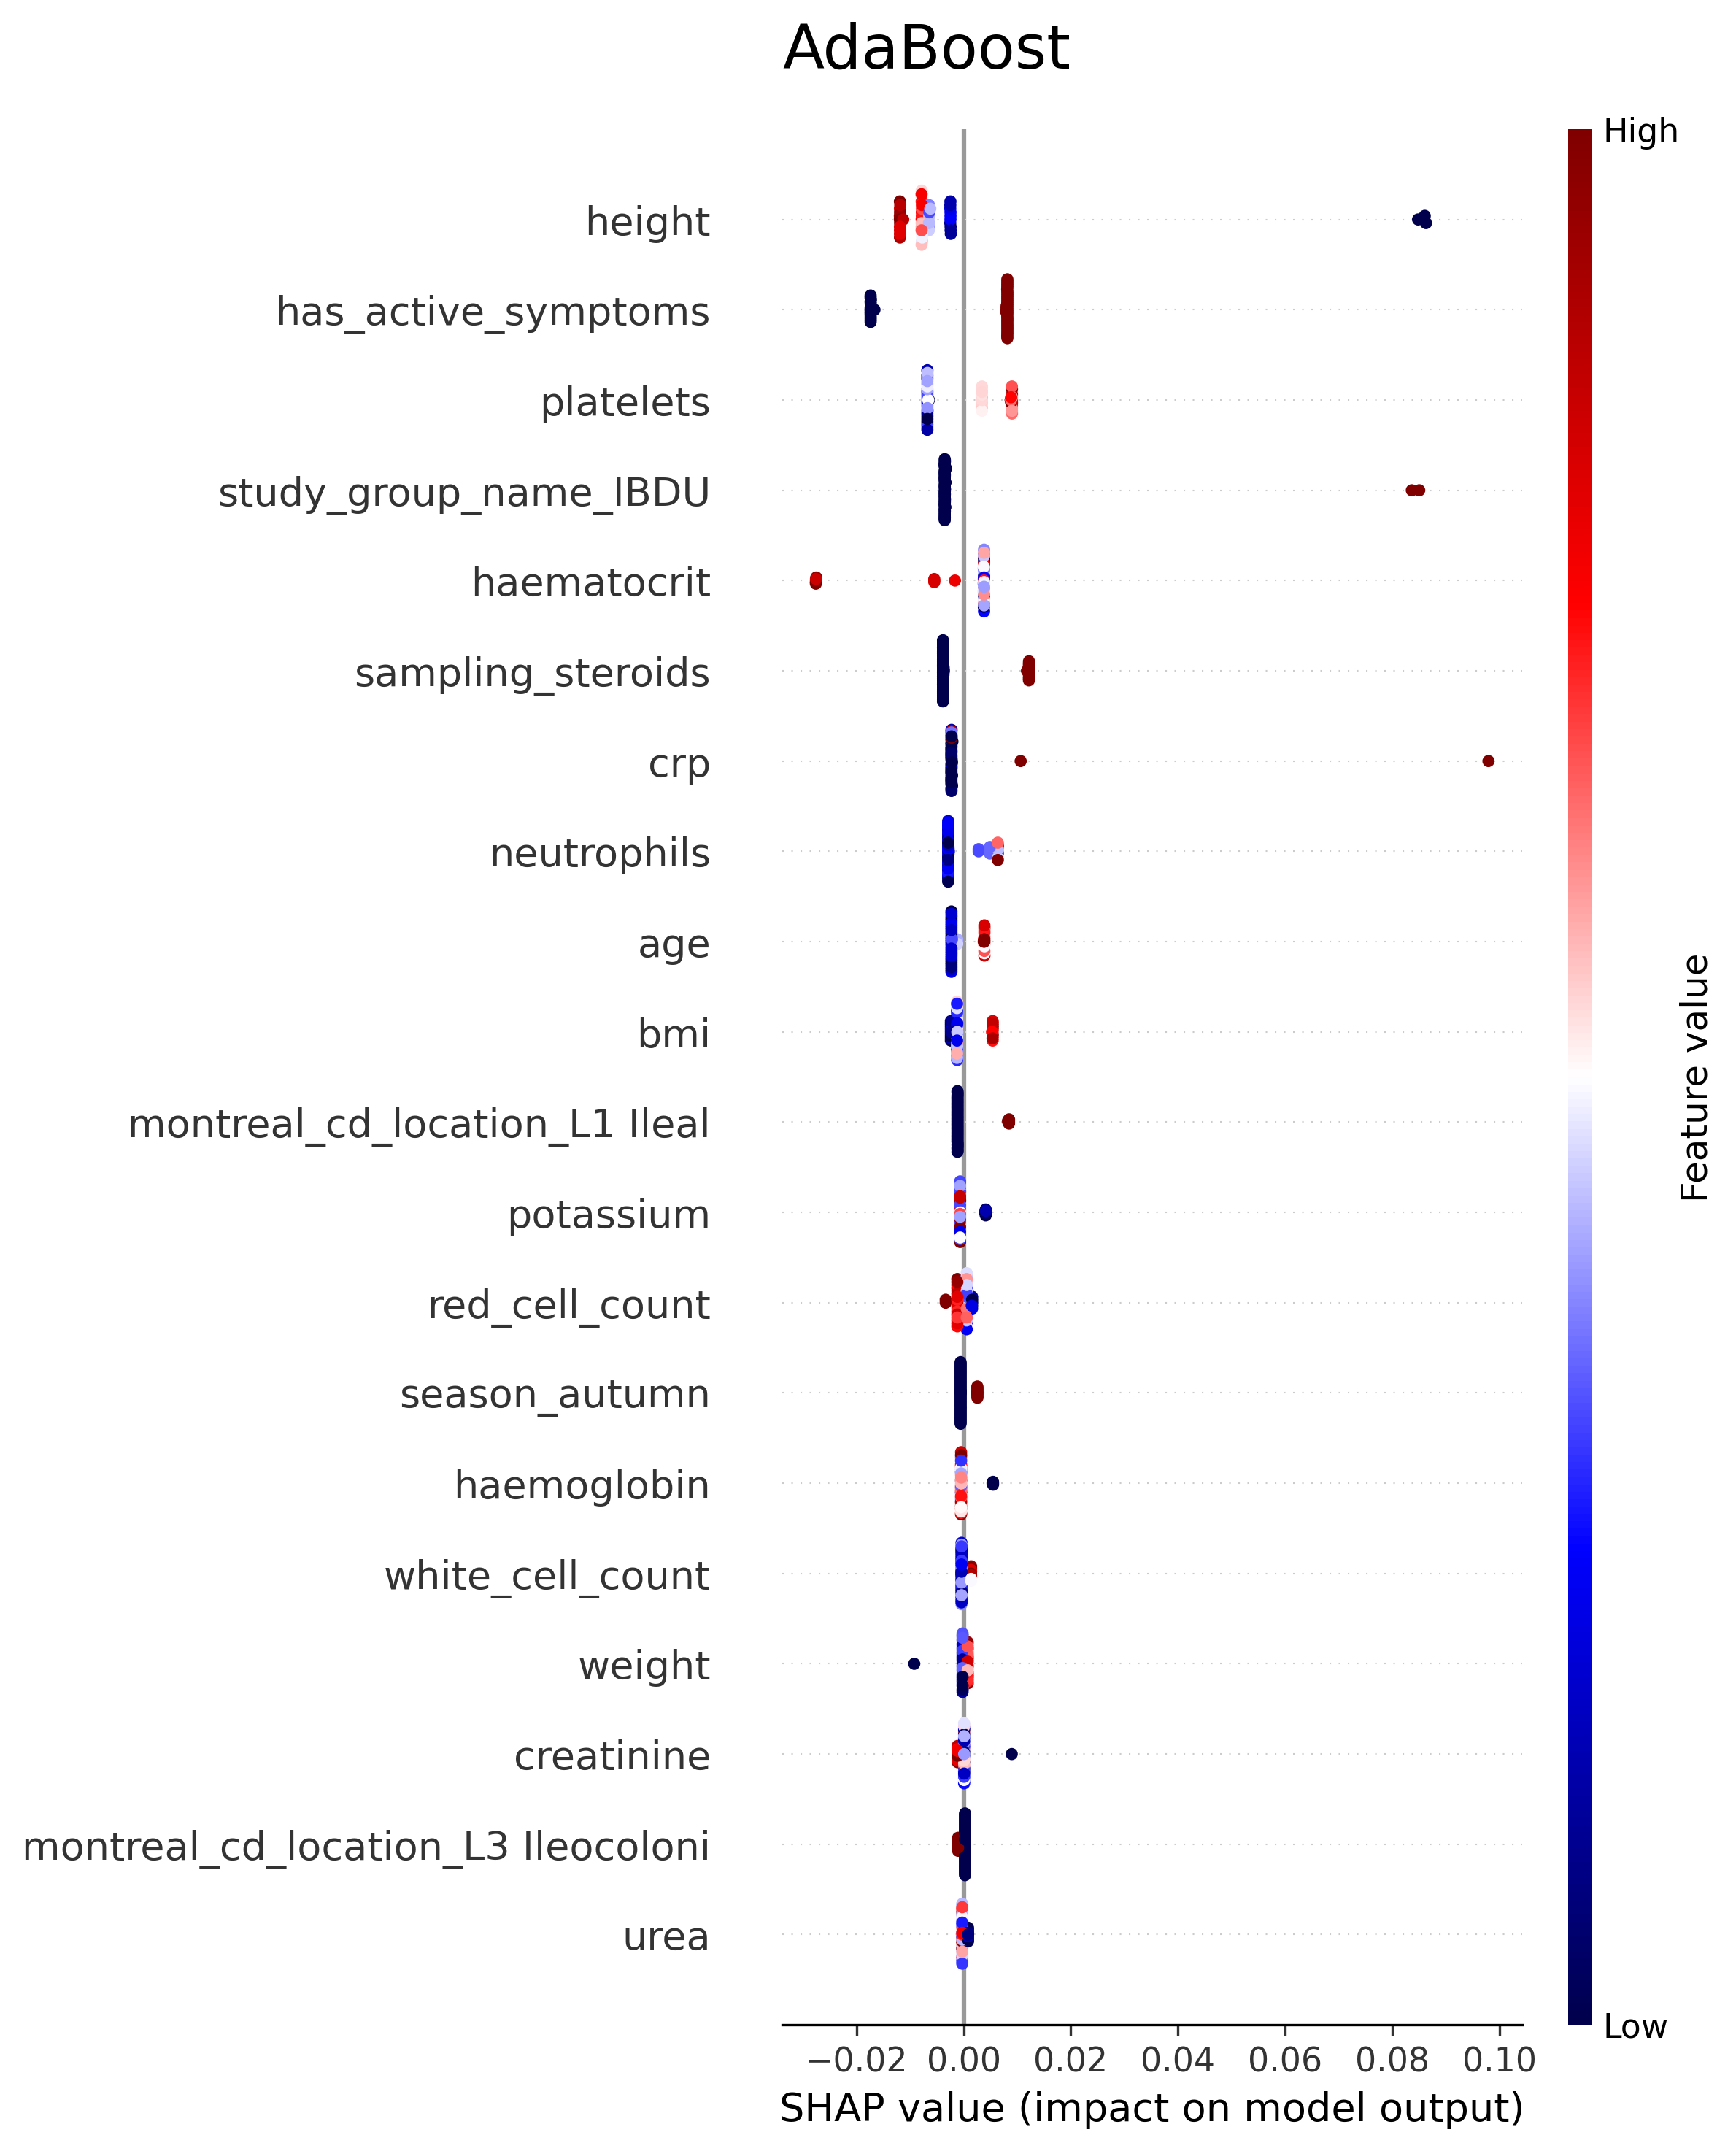 AdaBoost
High
height
has_active_symptoms
platelets
study_group_name_IBDU
haematocrit
sampling_steroids
crp
neutrophils
age
bmi
montreal_cd_location_L1 Ileal
potassium
red_cell_count
season_autumn
haemoglobin
white_cell_count
weight
creatinine
montreal_cd_location_L3 Ileocoloni
urea
Feature value
Low
−0.02 0.00 0.02 0.04 0.06 0.08 0.10
SHAP value (impact on model output)